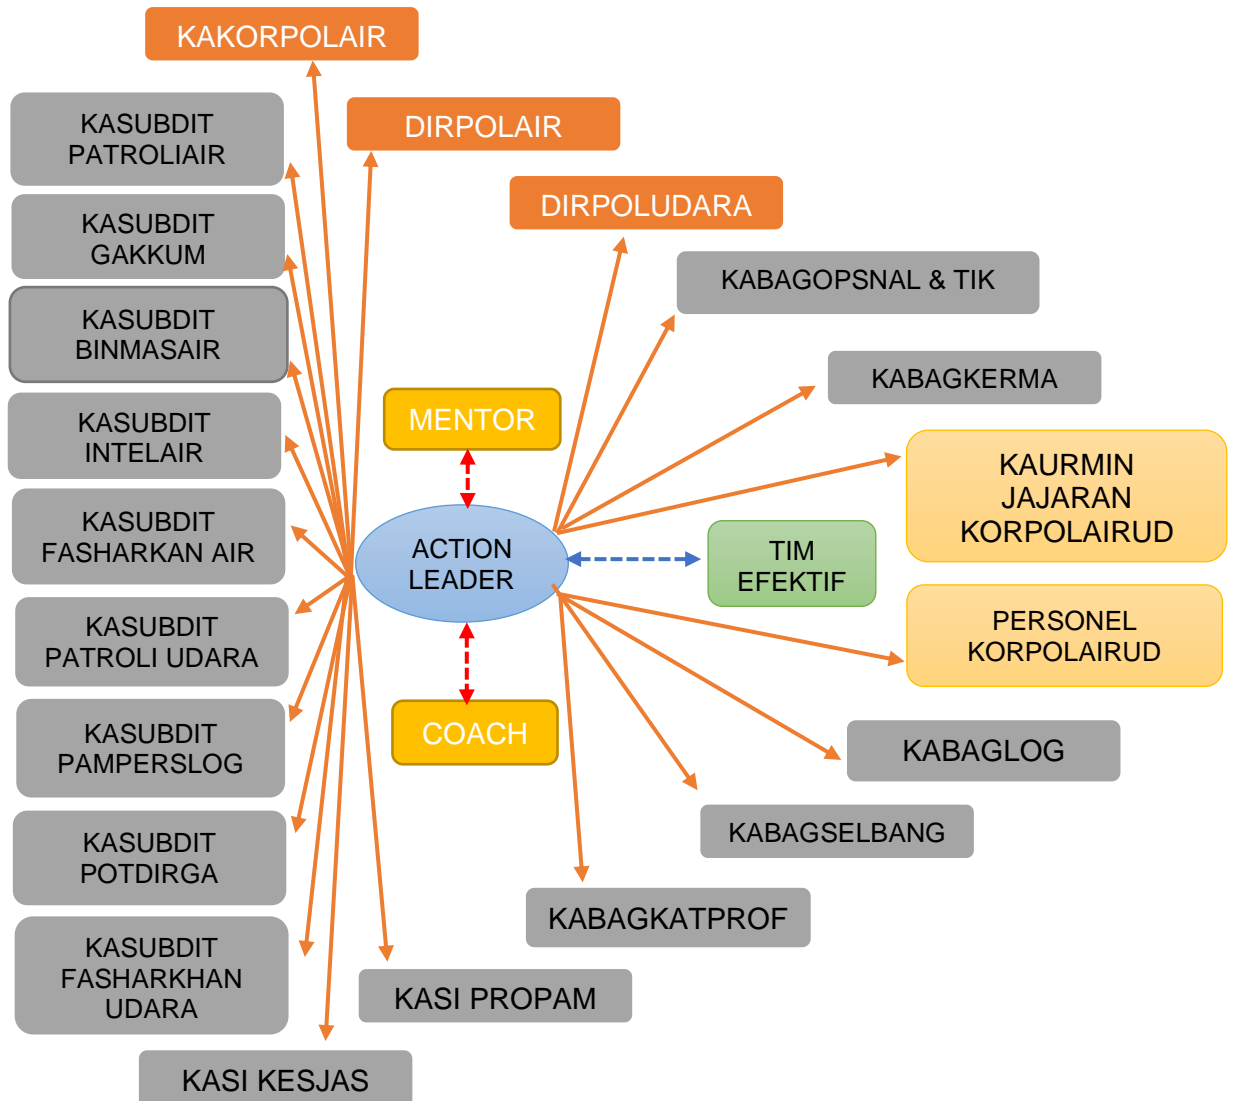 KAKORPOLAIR
KASUBDIT
PATROLIAIR
DIRPOLAIR
DIRPOLUDARA
KASUBDIT
GAKKUM
KABAGOPSNAL & TIK
KASUBDIT
BINMASAIR
KABAGKERMA
MENTOR
KASUBDIT
INTELAIR
KAURMIN
JAJARAN
KORPOLAIRUD
KASUBDIT
FASHARKAN AIR
ACTION
LEADER
TIM
EFEKTIF
KASUBDIT
PATROLI UDARA
PERSONEL
KORPOLAIRUD
KASUBDIT
PAMPERSLOG
COACH
KABAGLOG
KASUBDIT
POTDIRGA
KABAGSELBANG
KABAGKATPROF
KASUBDIT
FASHARKHAN
UDARA
KASI PROPAM
KASI KESJAS